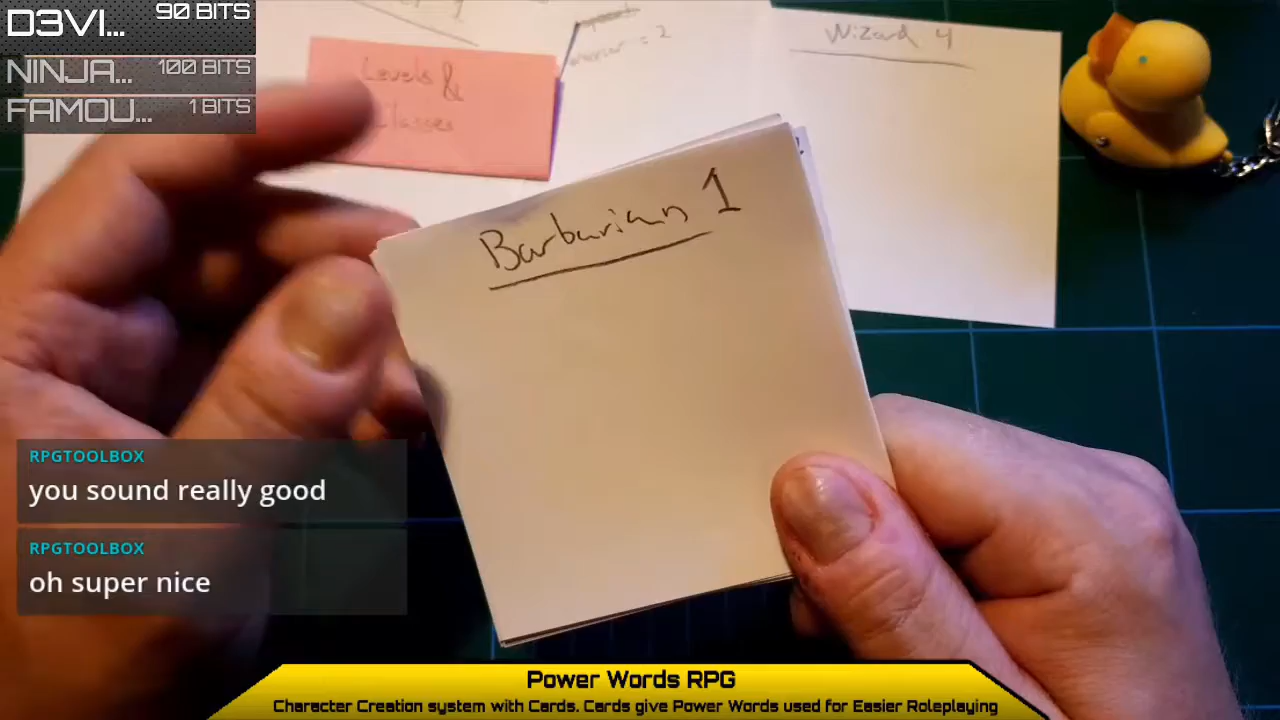 D3VI... 90 BITS
NINJA... 100 BITS
FAMOU... 1 BITS
Levels &
Classes
= 2
Wizard 4
Barbarian 1
RPGTOOLBOX
you sound really good
RPGTOOLBOX
oh super nice
Power Words RPG
Character Creation system with Cards. Cards give Power Words used for Easier Roleplaying